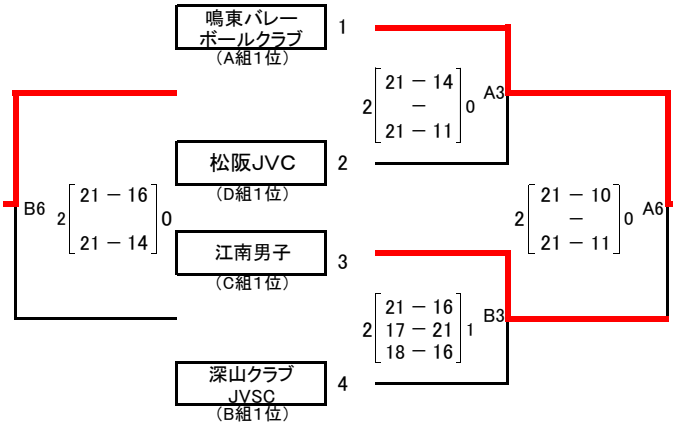 鳴東バレー
ボールクラブ
1
(A組1位)
21 - 14
2 - 0
21 - 11
A3
松阪JVC
2
(D組1位)
B6
21 - 16
2 0
21 - 14
21 - 10
2 - 0
21 - 11
A6
江南男子
3
(C組1位)
21 - 16
2 17 - 21 1
18 - 16
B3
深山クラブ
JVSC
4
(B組1位)